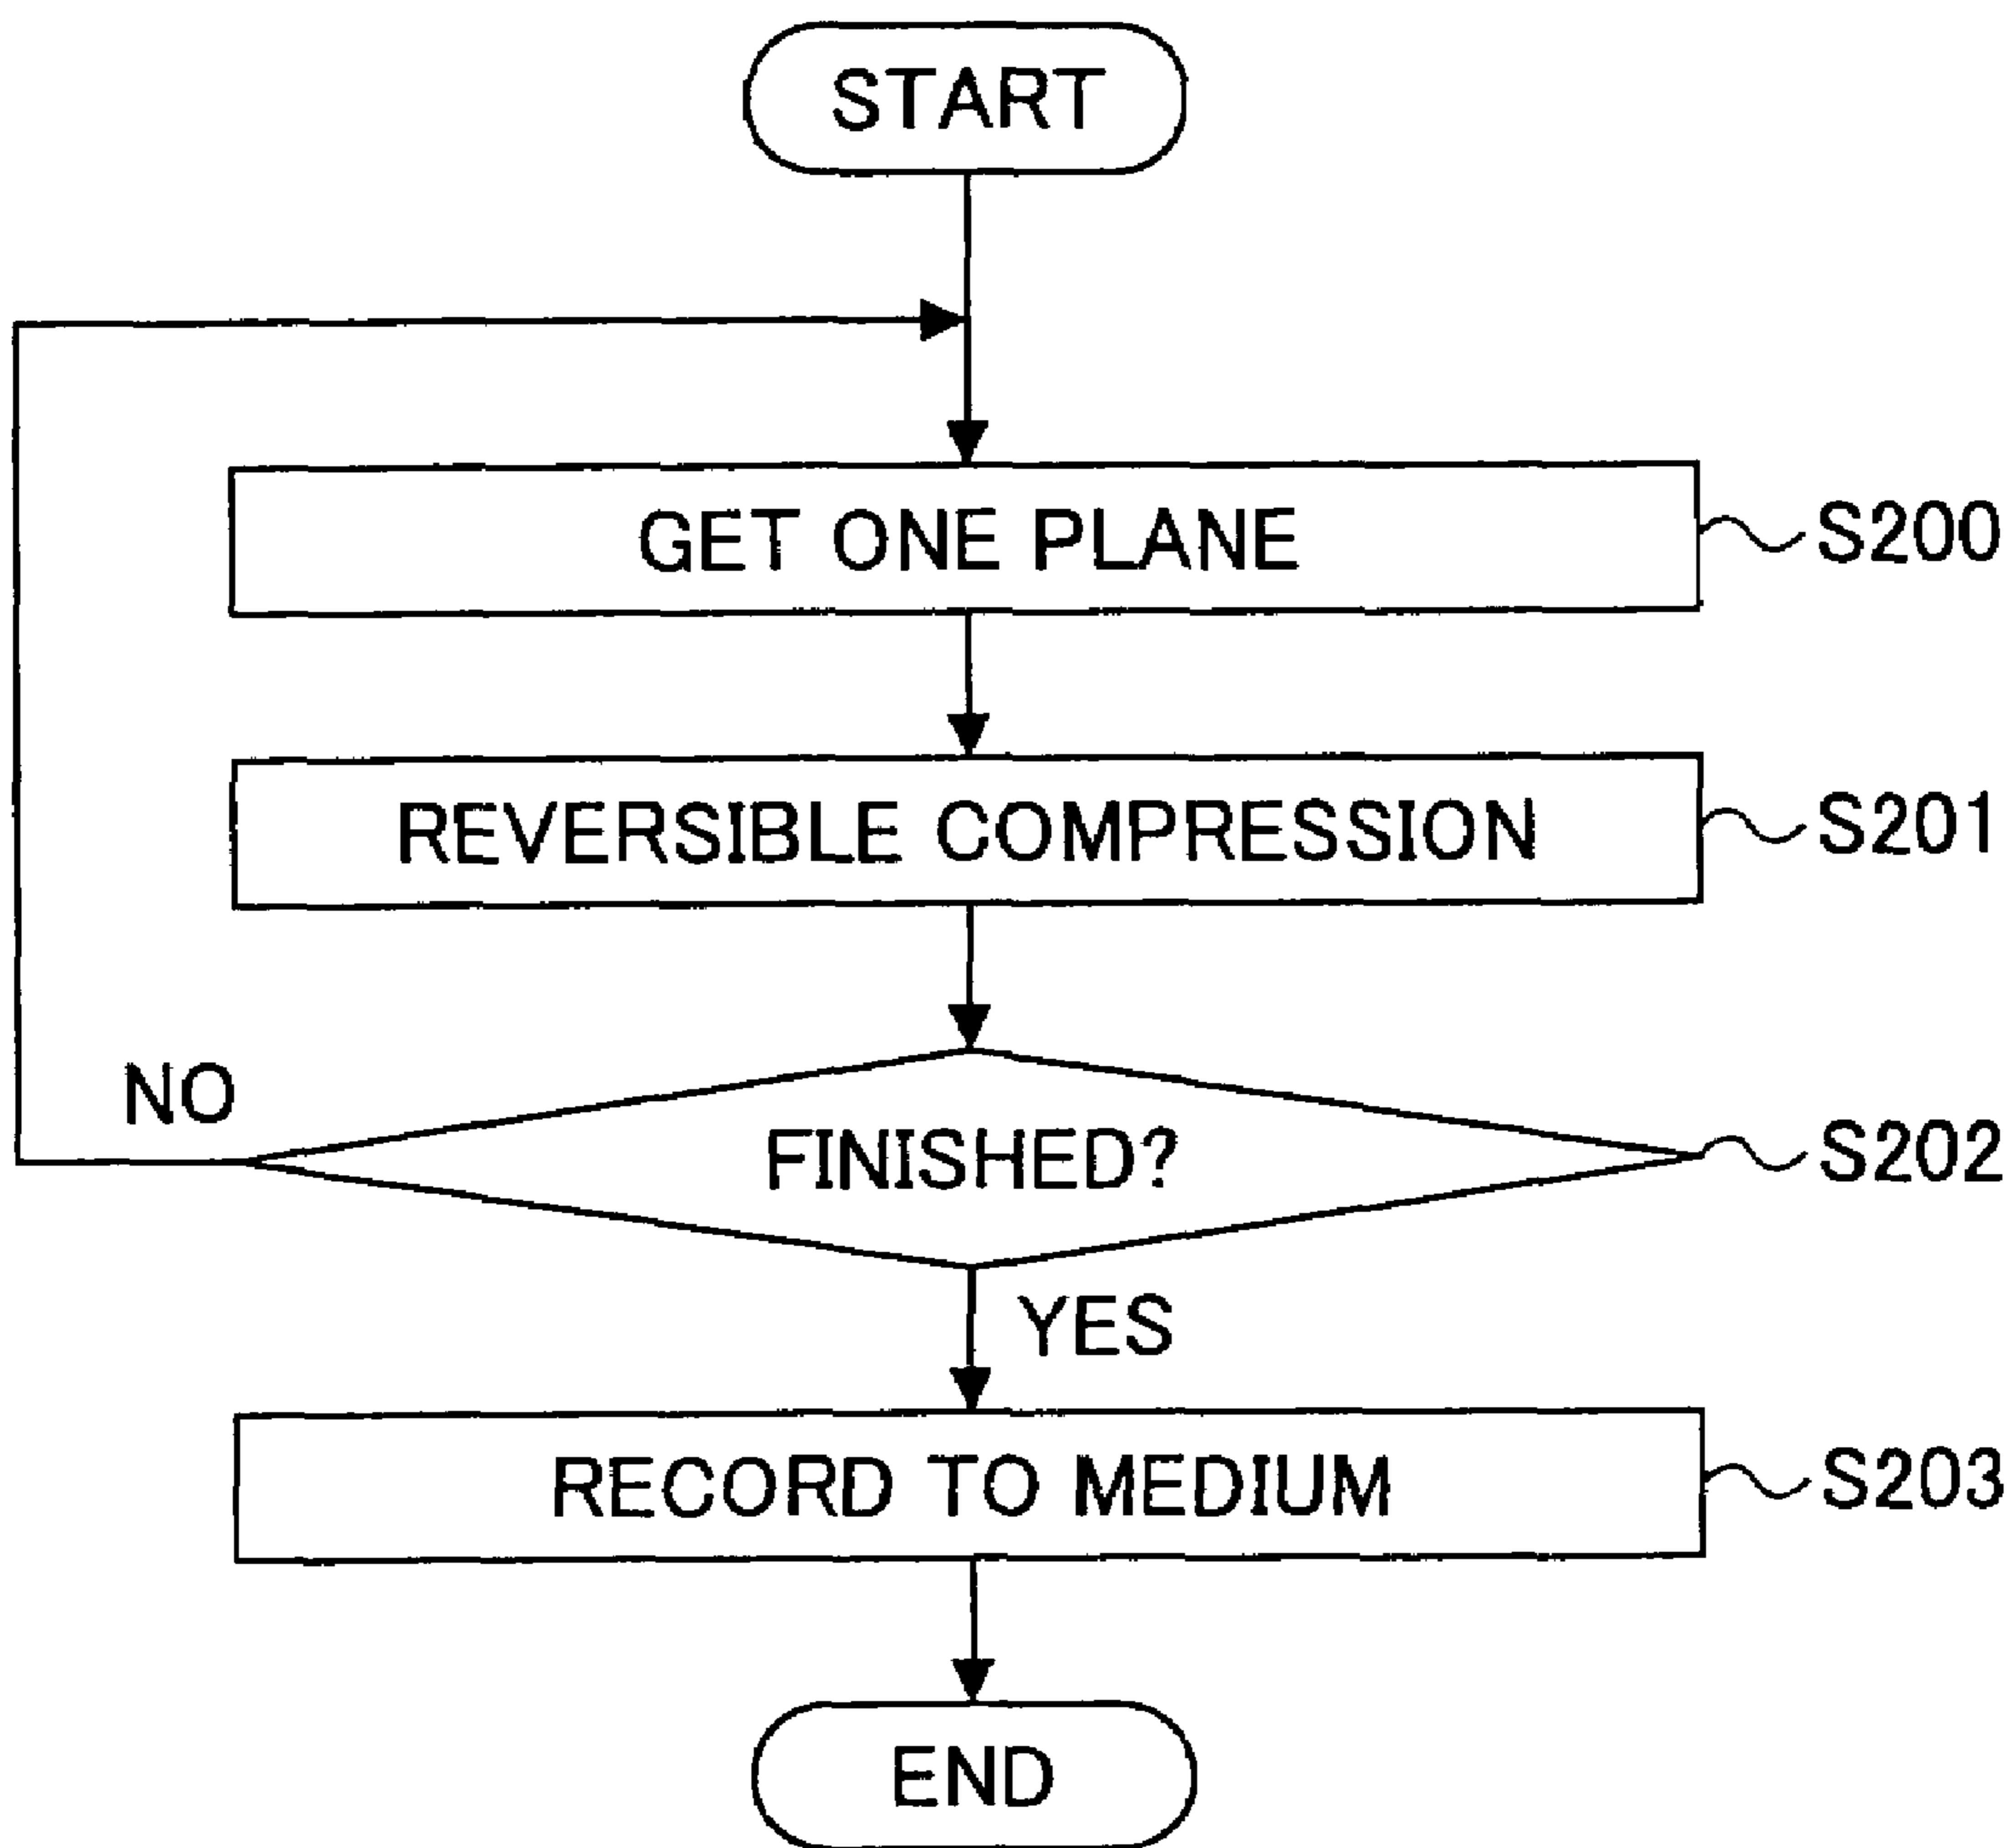 START
GET ONE PLANE
S200
REVERSIBLE COMPRESSION
S201
NO
FINISHED?
S202
YES
RECORD TO MEDIUM
S203
END